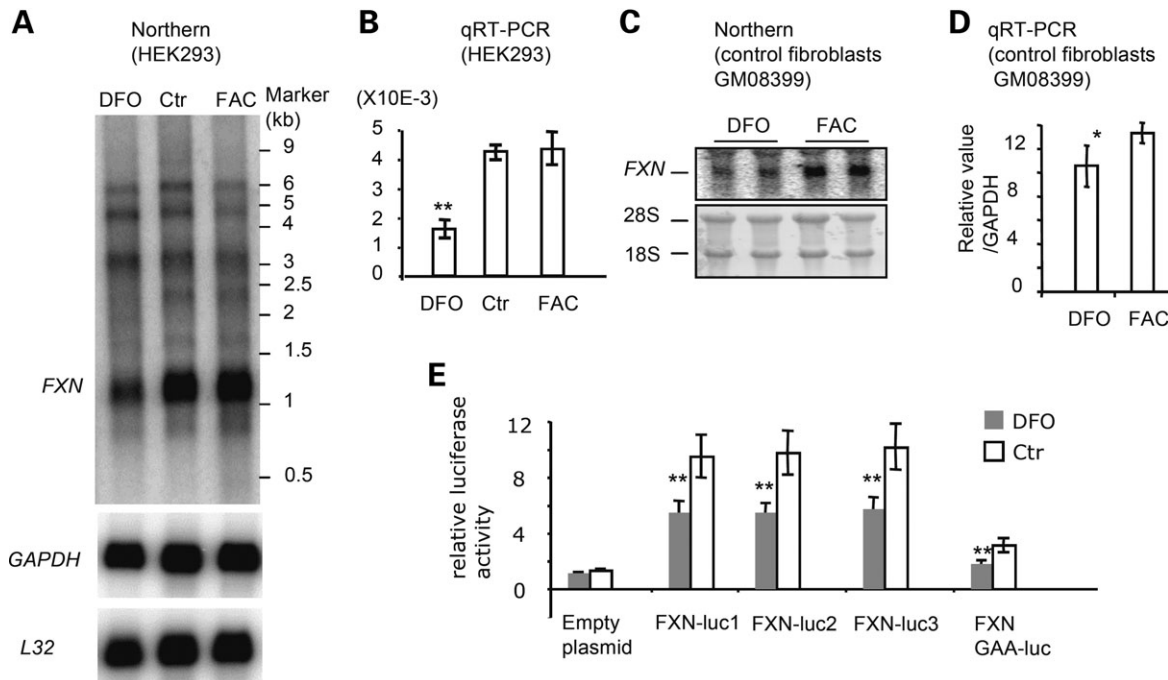 A
Northern
(HEK293)
DFO Ctr FAC
Marker
(kb)
9
6
5
4
3
2.5
2
1.5
1
0.5
FXN
GAPDH
L32
B
qRT-PCR
(HEK293)
(X10E-3)
5
4
3
2
1
0
**
DFO Ctr FAC
C
Northern
(control fibroblasts
GM08399)
DFO FAC
FXN
28S
18S
D
qRT-PCR
(control fibroblasts
GM08399)
Relative value
/GAPDH
12
8
4
0
*
DFO FAC
E
relative luciferase
activity
12
8
4
0
** ** ** **
DFO
Ctr
Empty
plasmid
FXN-luc1
FXN-luc2
FXN-luc3
FXN
GAA-luc